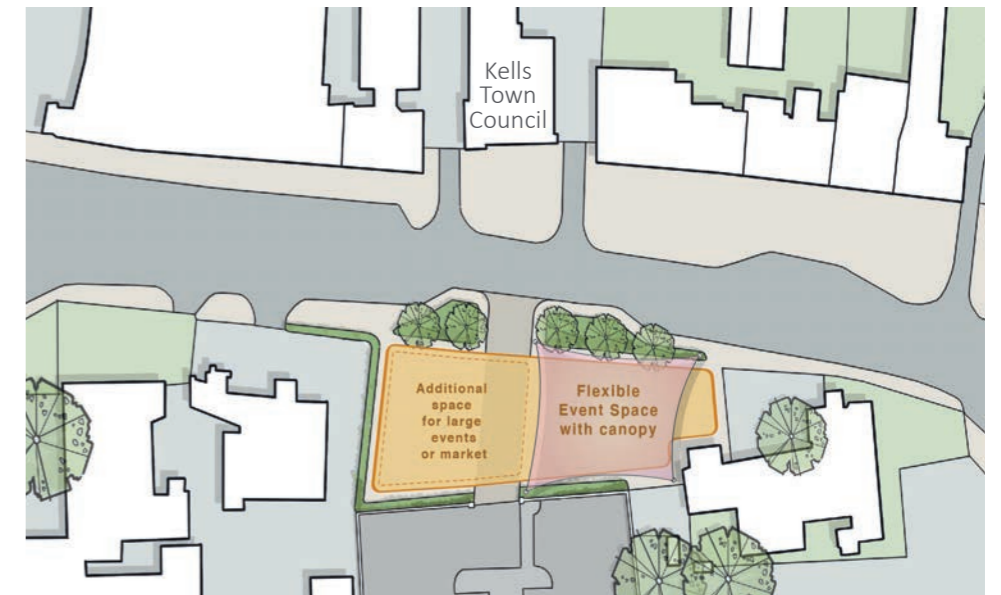 Kells
Town
Council
Additional
space
for large
events
or market
Flexible
Event Space
with canopy